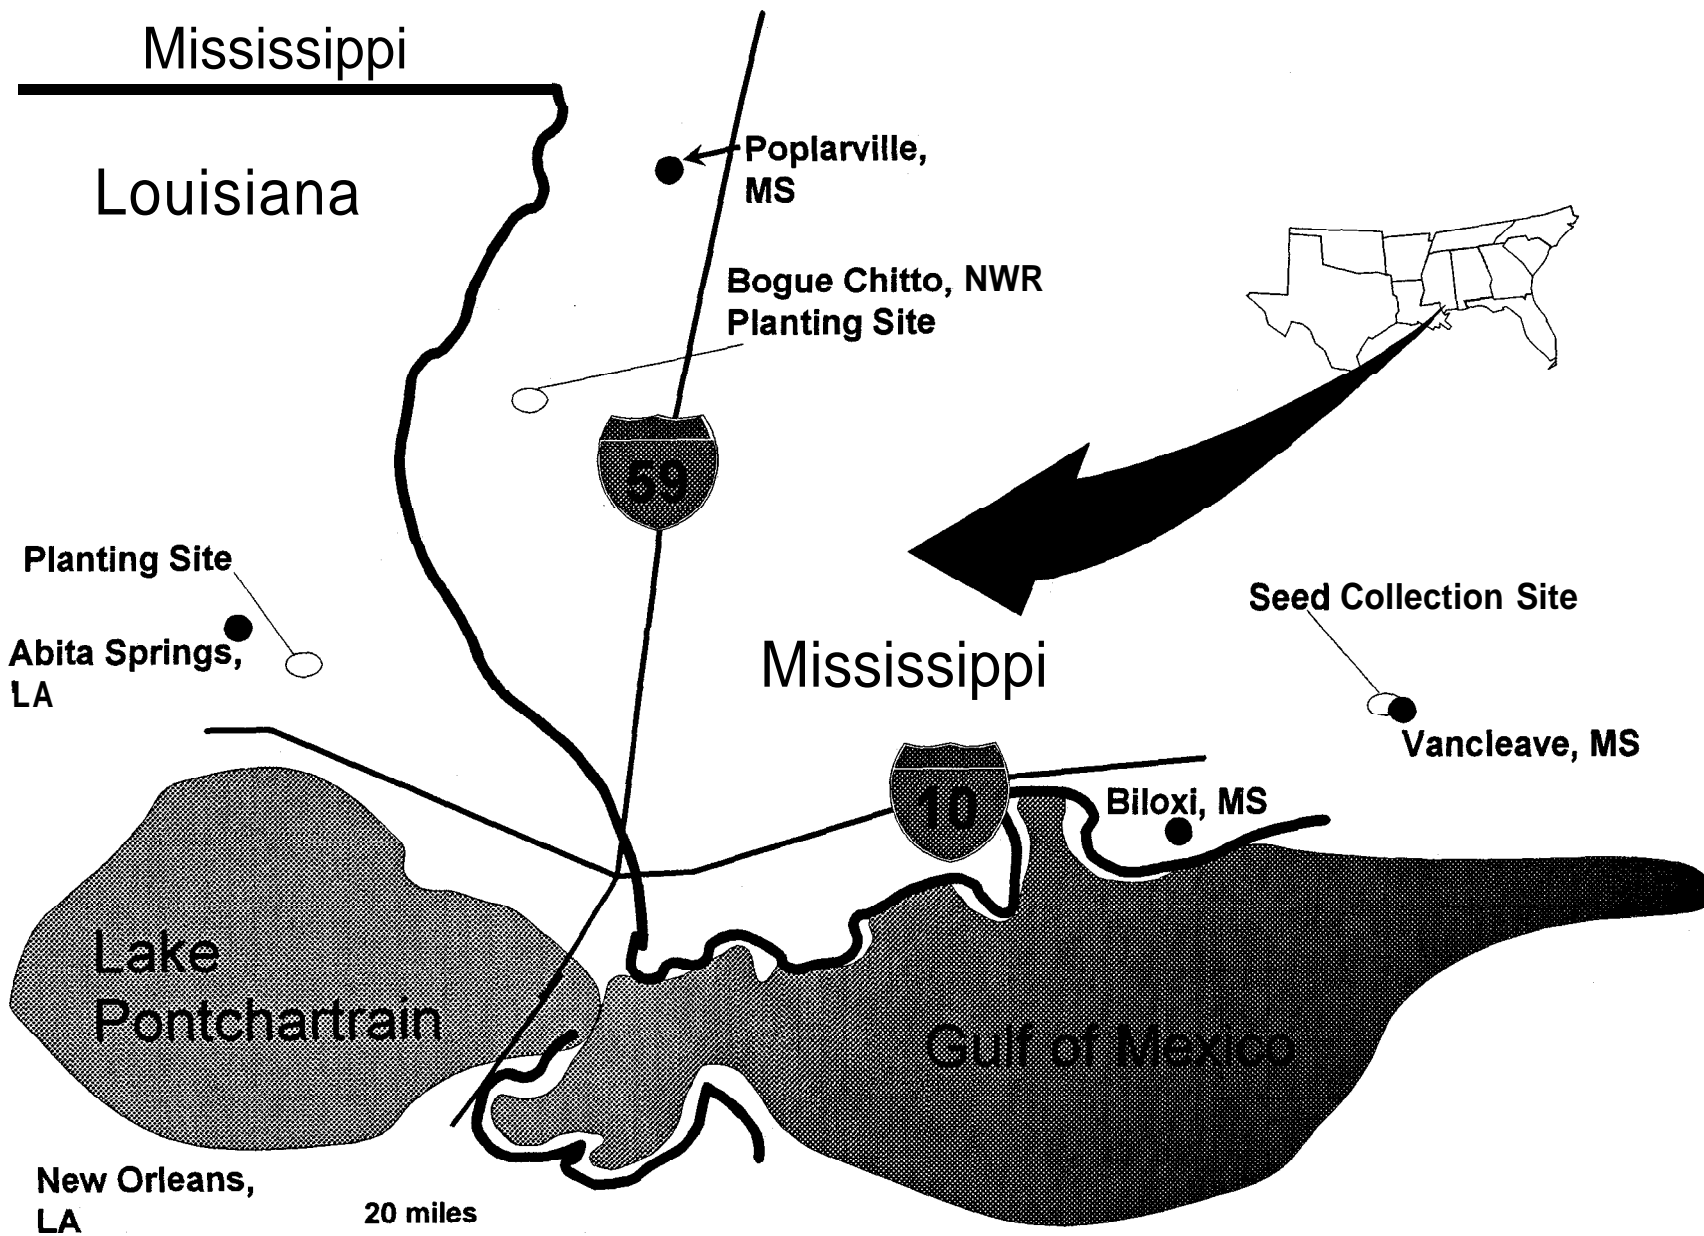 Mississippi
Louisiana
Poplarville,
MS
Bogue Chitto, NWR
Planting Site
59
Planting Site
Abita Springs,
LA
Seed Collection Site
Mississippi
Vancleave, MS
10
Biloxi, MS
Lake
Pontchartrain
Gulf of Mexico
New Orleans,
LA
20 miles